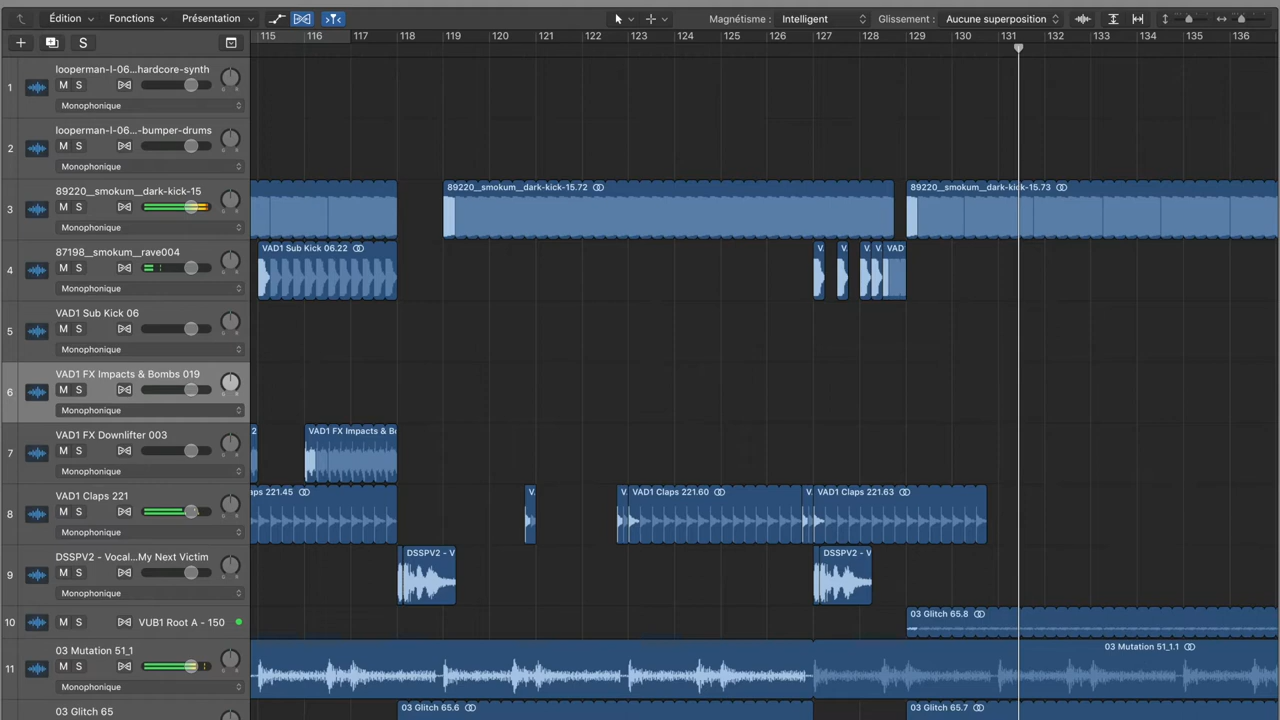 Édition Fonctions Présentation Magnétisme : Intelligent Glissement : Aucune superposition
S 115 116 117 118 119 120 121 122 123 124 125 126 127 128 129 130 131 132 133 134 135 136
looperman-l-06...hardcore-synth
1 M S
Monophonique
looperman-l-06...-bumper-drums
2 M S
Monophonique
89220__smokum__dark-kick-15 89220__smokum__dark-kick-15.72 89220__smokum__dark-kick-15.73
3 M S
Monophonique
87198__smokum__rave004 VAD1 Sub Kick 06.22 V. V. V. V. VAD
4 M S
Monophonique
VAD1 Sub Kick 06
5 M S
Monophonique
VAD1 FX Impacts & Bombs 019
6 M S
Monophonique
VAD1 FX Downlifter 003 2 VAD1 FX Impacts & Bo
7 M S
Monophonique
VAD1 Claps 221 aps 221.45 V. V. VAD1 Claps 221.60 V. VAD1 Claps 221.63
8 M S
Monophonique
DSSPV2 - Vocal...My Next Victim DSSPV2 - V DSSPV2 - V
9 M S
Monophonique
10 M S VUB1 Root A - 150 03 Glitch 65.8
03 Mutation 51_1 03 Mutation 51_1.1
11 M S
Monophonique
03 Glitch 65 03 Glitch 65.6 03 Glitch 65.7